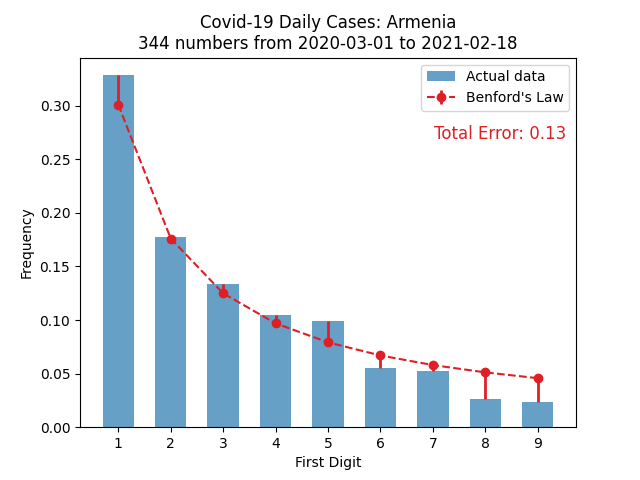 Covid-19 Daily Cases: Armenia
344 numbers from 2020-03-01 to 2021-02-18
Actual data
Benford's Law
Total Error: 0.13
Frequency
0.30
0.25
0.20
0.15
0.10
0.05
0.00
1 2 3 4 5 6 7 8 9
First Digit